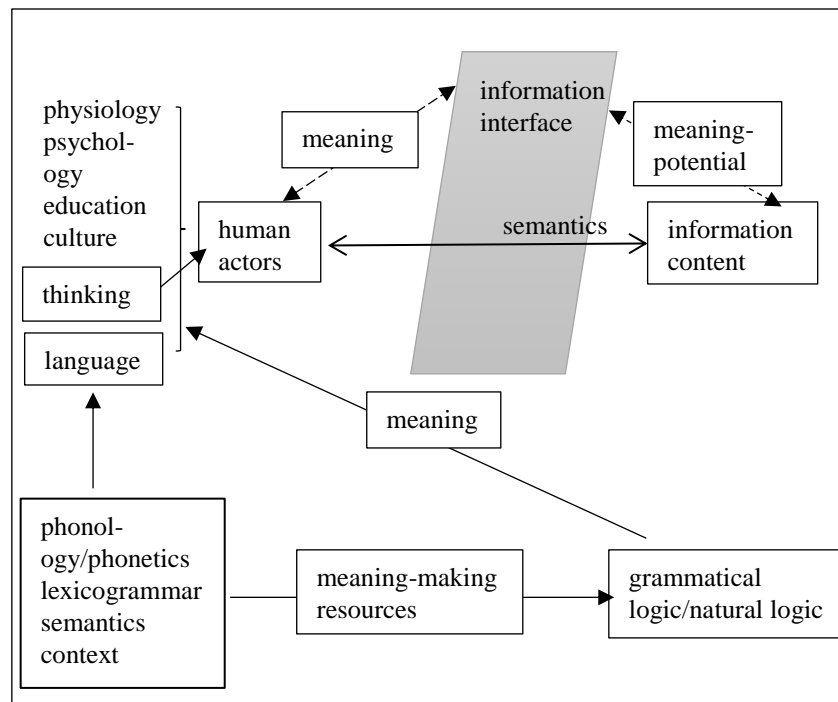 physiology
psychol-
ogy
education
culture
thinking
language
meaning
human
actors
information
interface
semantics
meaning-
potential
information
content
meaning
phonol-
ogy/phonetics
lexicogrammar
semantics
context
meaning-making
resources
grammatical
logic/natural logic